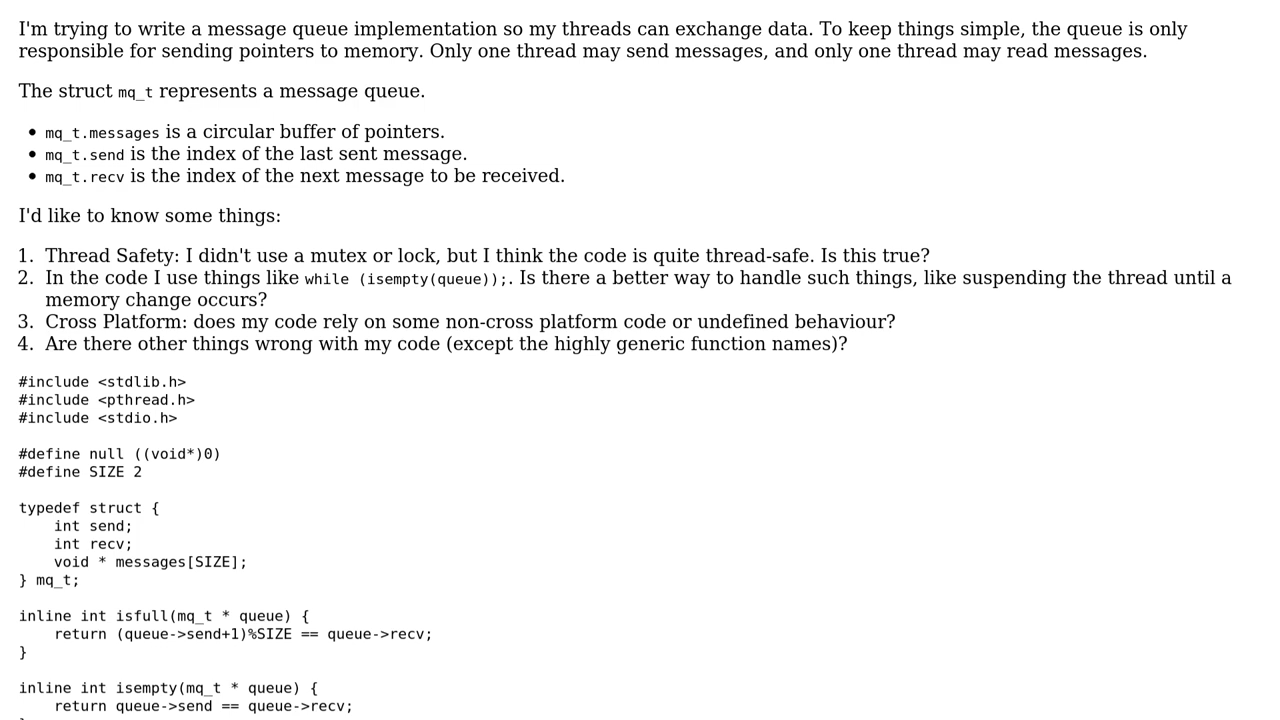 I'm trying to write a message queue implementation so my threads can exchange data. To keep things simple, the queue is only
responsible for sending pointers to memory. Only one thread may send messages, and only one thread may read messages.
The struct mq_t represents a message queue.
• mq_t.messages is a circular buffer of pointers.
• mq_t.send is the index of the last sent message.
• mq_t.recv is the index of the next message to be received.
I'd like to know some things:
1. Thread Safety: I didn't use a mutex or lock, but I think the code is quite thread-safe. Is this true?
2. In the code I use things like while (isempty(queue));. Is there a better way to handle such things, like suspending the thread until a
memory change occurs?
3. Cross Platform: does my code rely on some non-cross platform code or undefined behaviour?
4. Are there other things wrong with my code (except the highly generic function names)?
#include <stdlib.h>
#include <pthread.h>
#include <stdio.h>
#define null ((void*)0)
#define SIZE 2
typedef struct {
    int send;
    int recv;
    void * messages[SIZE];
} mq_t;
inline int isfull(mq_t * queue) {
    return (queue->send+1)%SIZE == queue->recv;
}
inline int isempty(mq_t * queue) {
    return queue->send == queue->recv;